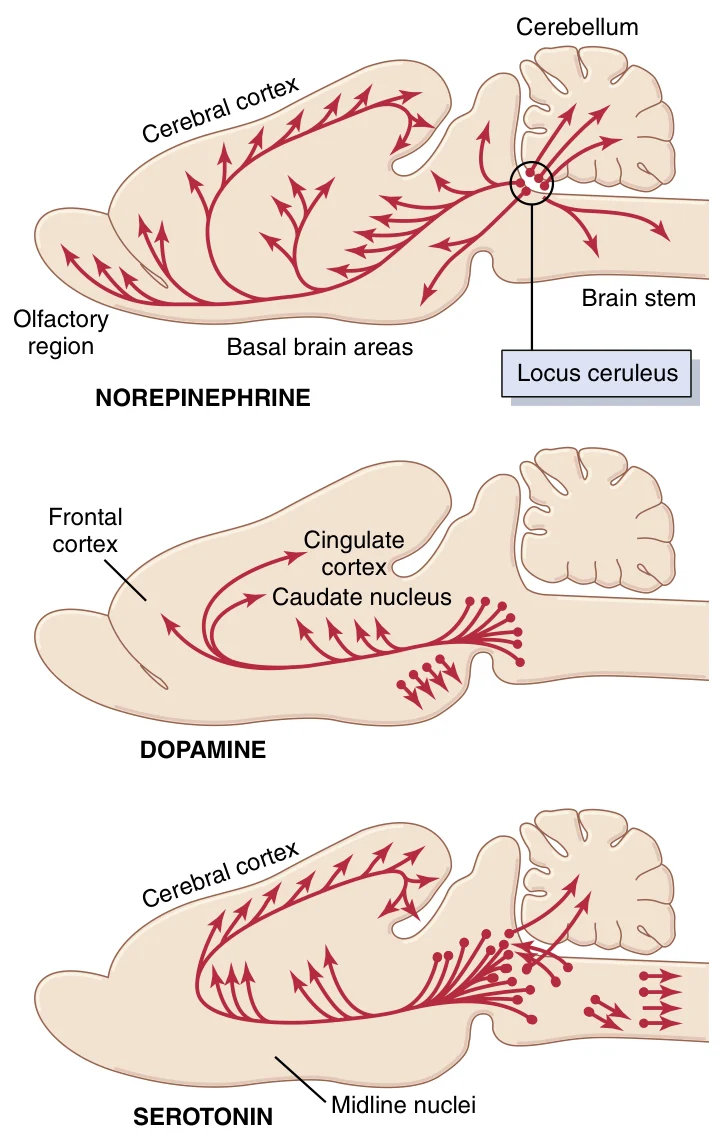 Cerebellum
Cerebral cortex
Olfactory
region
Basal brain areas
Brain stem
Locus ceruleus
NOREPINEPHRINE
Frontal
cortex
Cingulate
cortex
Caudate nucleus
DOPAMINE
Cerebral cortex
Midline nuclei
SEROTONIN